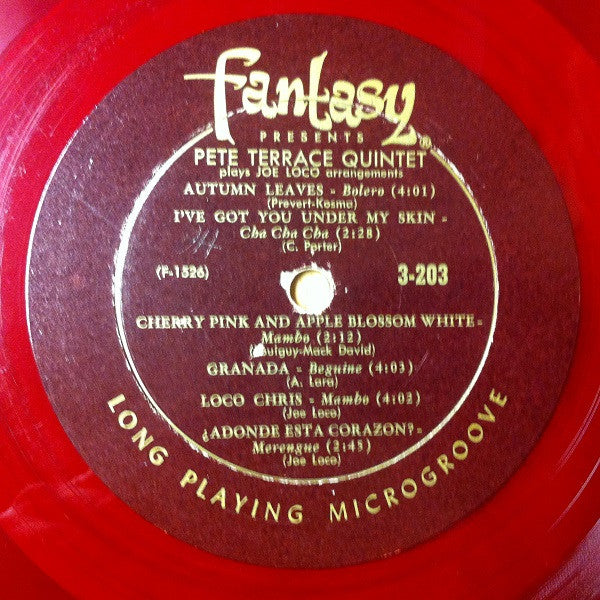 fantasy®
PRESENTS
PETE TERRACE QUINTET
plays JOE LOCO arrangements
AUTUMN LEAVES - Bolero (4:01)
(Prevert-Kosma)
I'VE GOT YOU UNDER MY SKIN -
Cha Cha Cha (2:28)
(C. Porter)
(F-1526)
3-203
CHERRY PINK AND APPLE BLOSSOM WHITE -
Mambo (2:12)
David)
GRANADA - Beguine (4:03)
(A. Lara)
LOCO CHRIS - Mambo (4:02)
(Joe Loco)
¿ADONDE ESTA CORAZON? -
Merengue (2:43)
(Joe Loco)
LONG PLAYING MICROGROOVE